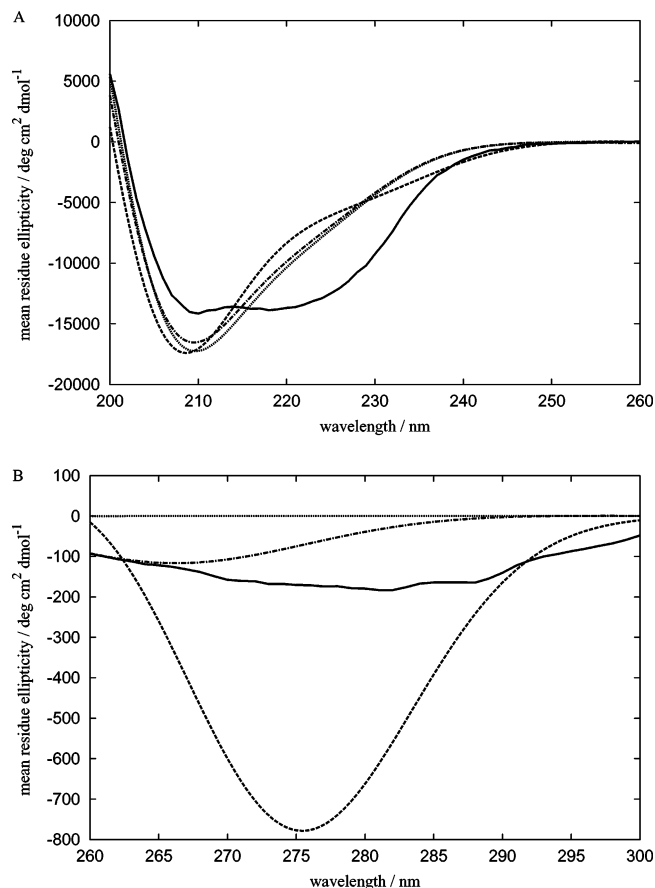 A
mean residue ellipticity / deg cm² dmol⁻¹
10000
5000
0
-5000
-10000
-15000
-20000
200 210 220 230 240 250 260
wavelength / nm
B
mean residue ellipticity / deg cm² dmol⁻¹
100
0
-100
-200
-300
-400
-500
-600
-700
-800
260 265 270 275 280 285 290 295 300
wavelength / nm